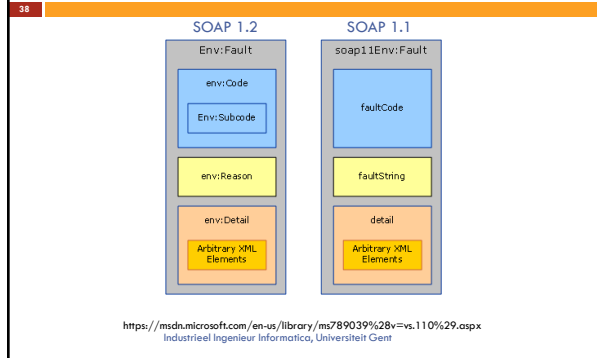 38
SOAP 1.2
Env:Fault
env:Code
Env:Subcode
env:Reason
env:Detail
Arbitrary XML
Elements
SOAP 1.1
soap11Env:Fault
faultCode
faultString
detail
Arbitrary XML
Elements
https://msdn.microsoft.com/en-us/library/ms789039%28v=vs.110%29.aspx
Industrieel Ingenieur Informatica, Universiteit Gent